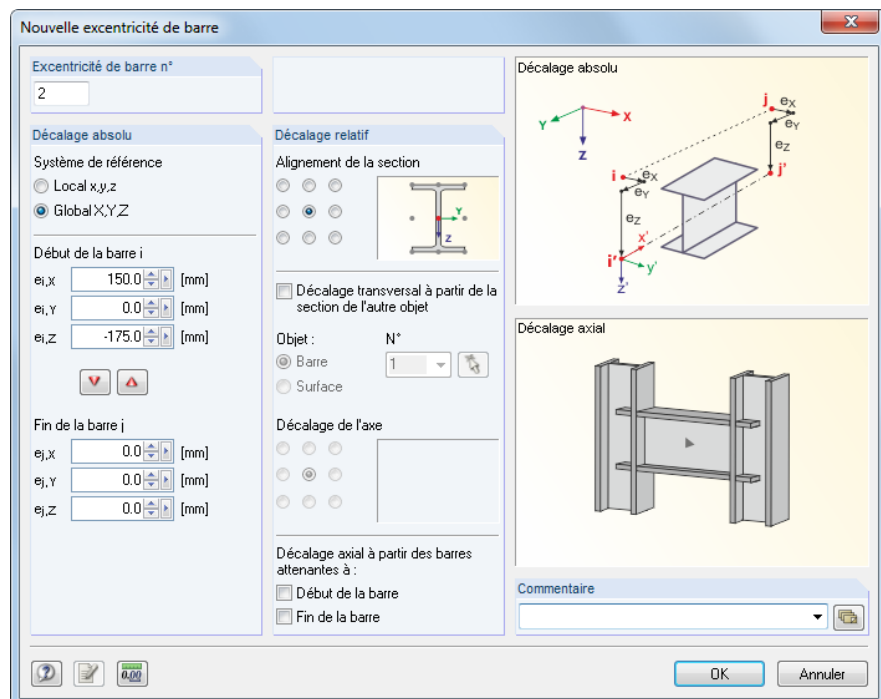 Nouvelle excentricité de barre
Excentricité de barre n°
2
Décalage absolu
Système de référence
Local x,y,z
Global X,Y,Z
Début de la barre i
ei,X 150.0 [mm]
ei,Y 0.0 [mm]
ei,Z -175.0 [mm]
Fin de la barre j
ej,X 0.0 [mm]
ej,Y 0.0 [mm]
ej,Z 0.0 [mm]
Décalage relatif
Alignement de la section
Y
z
Décalage transversal à partir de la
section de l'autre objet
Objet :
N°
Barre
1
Surface
Décalage de l'axe
Décalage axial à partir des barres
attenantes à :
Début de la barre
Fin de la barre
Décalage absolu
Y
X
Z
j
eX
eY
eZ
j'
i
eX
eY
eZ
x'
i'
y'
z'
Décalage axial
Commentaire
0.00
OK
Annuler